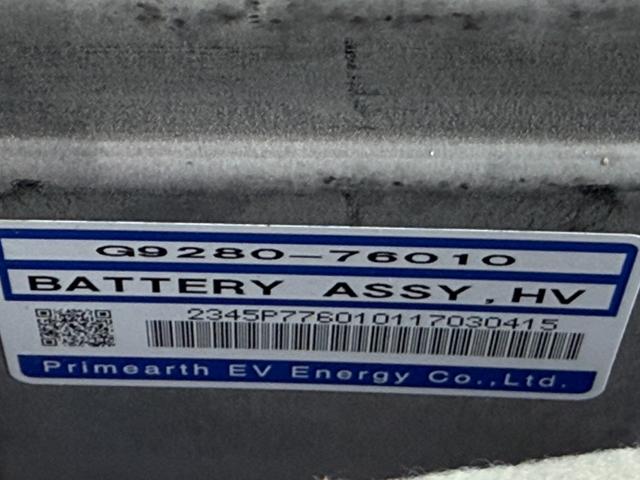 G9280-76010
BATTERY ASSY, HV
2345P776010117030415
Primearth EV Energy Co.,Ltd.